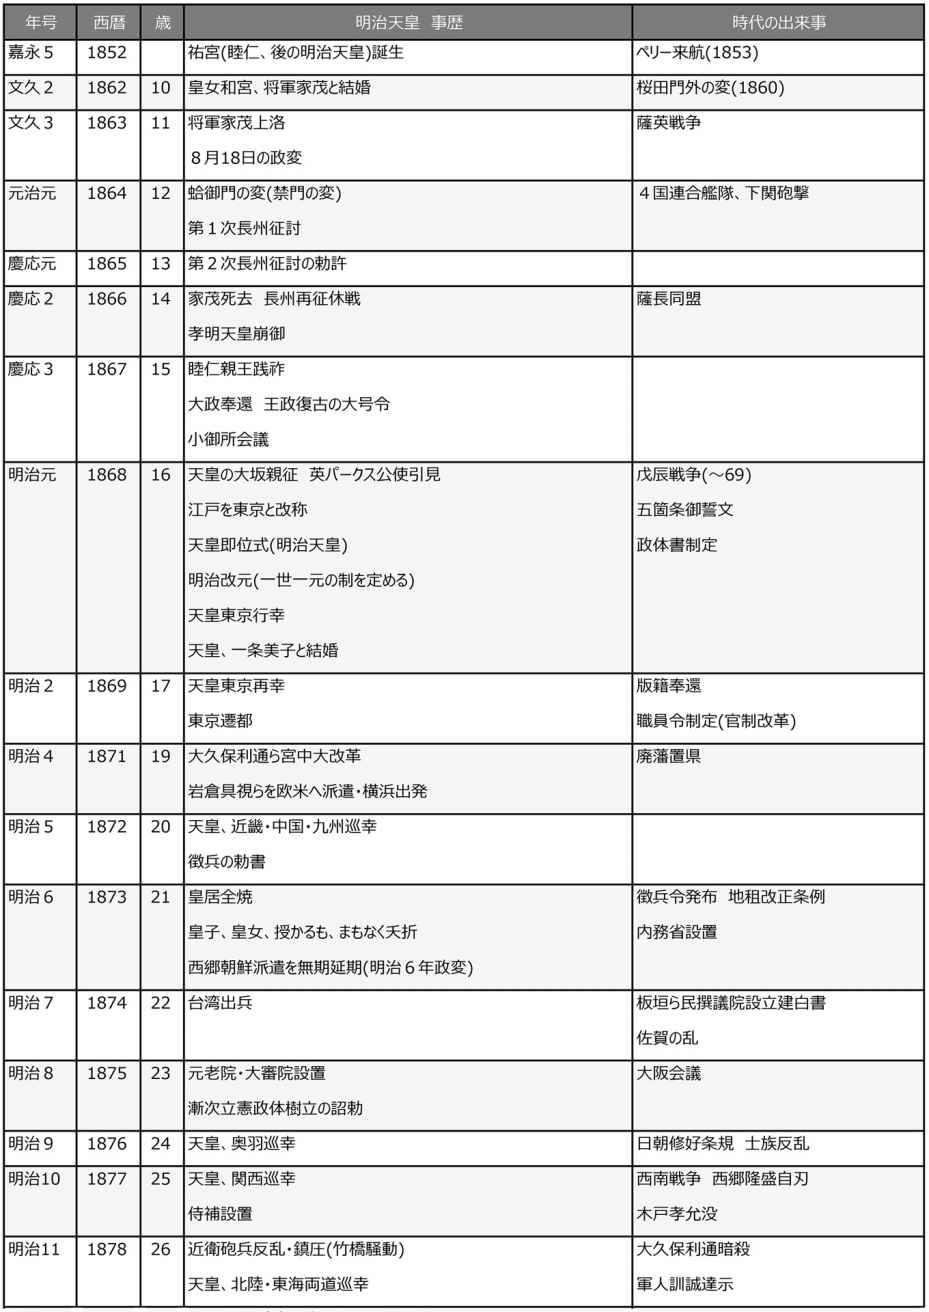 年号 西暦 歳 明治天皇 事歴 時代の出来事
嘉永５ 1852 祐宮(睦仁、後の明治天皇)誕生 ペリー来航(1853)
文久２ 1862 10 皇女和宮、将軍家茂と結婚 桜田門外の変(1860)
文久３ 1863 11 将軍家茂上洛 薩英戦争
８月18日の政変
元治元 1864 12 蛤御門の変(禁門の変) ４国連合艦隊、下関砲撃
第１次長州征討
慶応元 1865 13 第２次長州征討の勅許
慶応２ 1866 14 家茂死去 長州再征休戦 薩長同盟
孝明天皇崩御
慶応３ 1867 15 睦仁親王践祚
大政奉還 王政復古の大号令
小御所会議
明治元 1868 16 天皇の大坂親征 英パークス公使引見 戊辰戦争(～69)
江戸を東京と改称 五箇条御誓文
天皇即位式(明治天皇) 政体書制定
明治改元(一世一元の制を定める)
天皇東京行幸
天皇、一条美子と結婚
明治２ 1869 17 天皇東京再幸 版籍奉還
東京遷都 職員令制定(官制改革)
明治４ 1871 19 大久保利通ら宮中大改革 廃藩置県
岩倉具視らを欧米へ派遣・横浜出発
明治５ 1872 20 天皇、近畿・中国・九州巡幸
徴兵の勅書
明治６ 1873 21 皇居全焼 徴兵令発布 地租改正条例
皇子、皇女、授かるも、まもなく夭折 内務省設置
西郷朝鮮派遣を無期延期(明治６年政変)
明治７ 1874 22 台湾出兵 板垣ら民撰議院設立建白書
佐賀の乱
明治８ 1875 23 元老院・大審院設置 大阪会議
漸次立憲政体樹立の詔勅
明治９ 1876 24 天皇、奥羽巡幸 日朝修好条規 士族反乱
明治10 1877 25 天皇、関西巡幸 西南戦争 西郷隆盛自刃
侍補設置 木戸孝允没
明治11 1878 26 近衛砲兵反乱・鎮圧(竹橋騒動) 大久保利通暗殺
天皇、北陸・東海両道巡幸 軍人訓誡達示